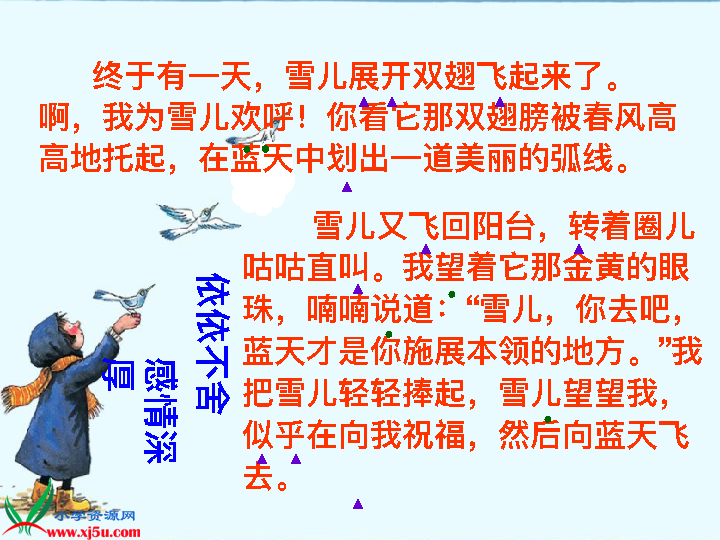 终于有一天，雪儿展开双翅飞起来了。
啊，我为雪儿欢呼！你看它那双翅膀被春风高
高地托起，在蓝天中划出一道美丽的弧线。
雪儿又飞回阳台，转着圈儿
咕咕直叫。我望着它那金黄的眼
珠，喃喃说道：“雪儿，你去吧，
蓝天才是你施展本领的地方。”我
把雪儿轻轻捧起，雪儿望望我，
似乎在向我祝福，然后向蓝天飞
去。
依依不舍
感情深
厚
小学资源网
www.xj5u.com